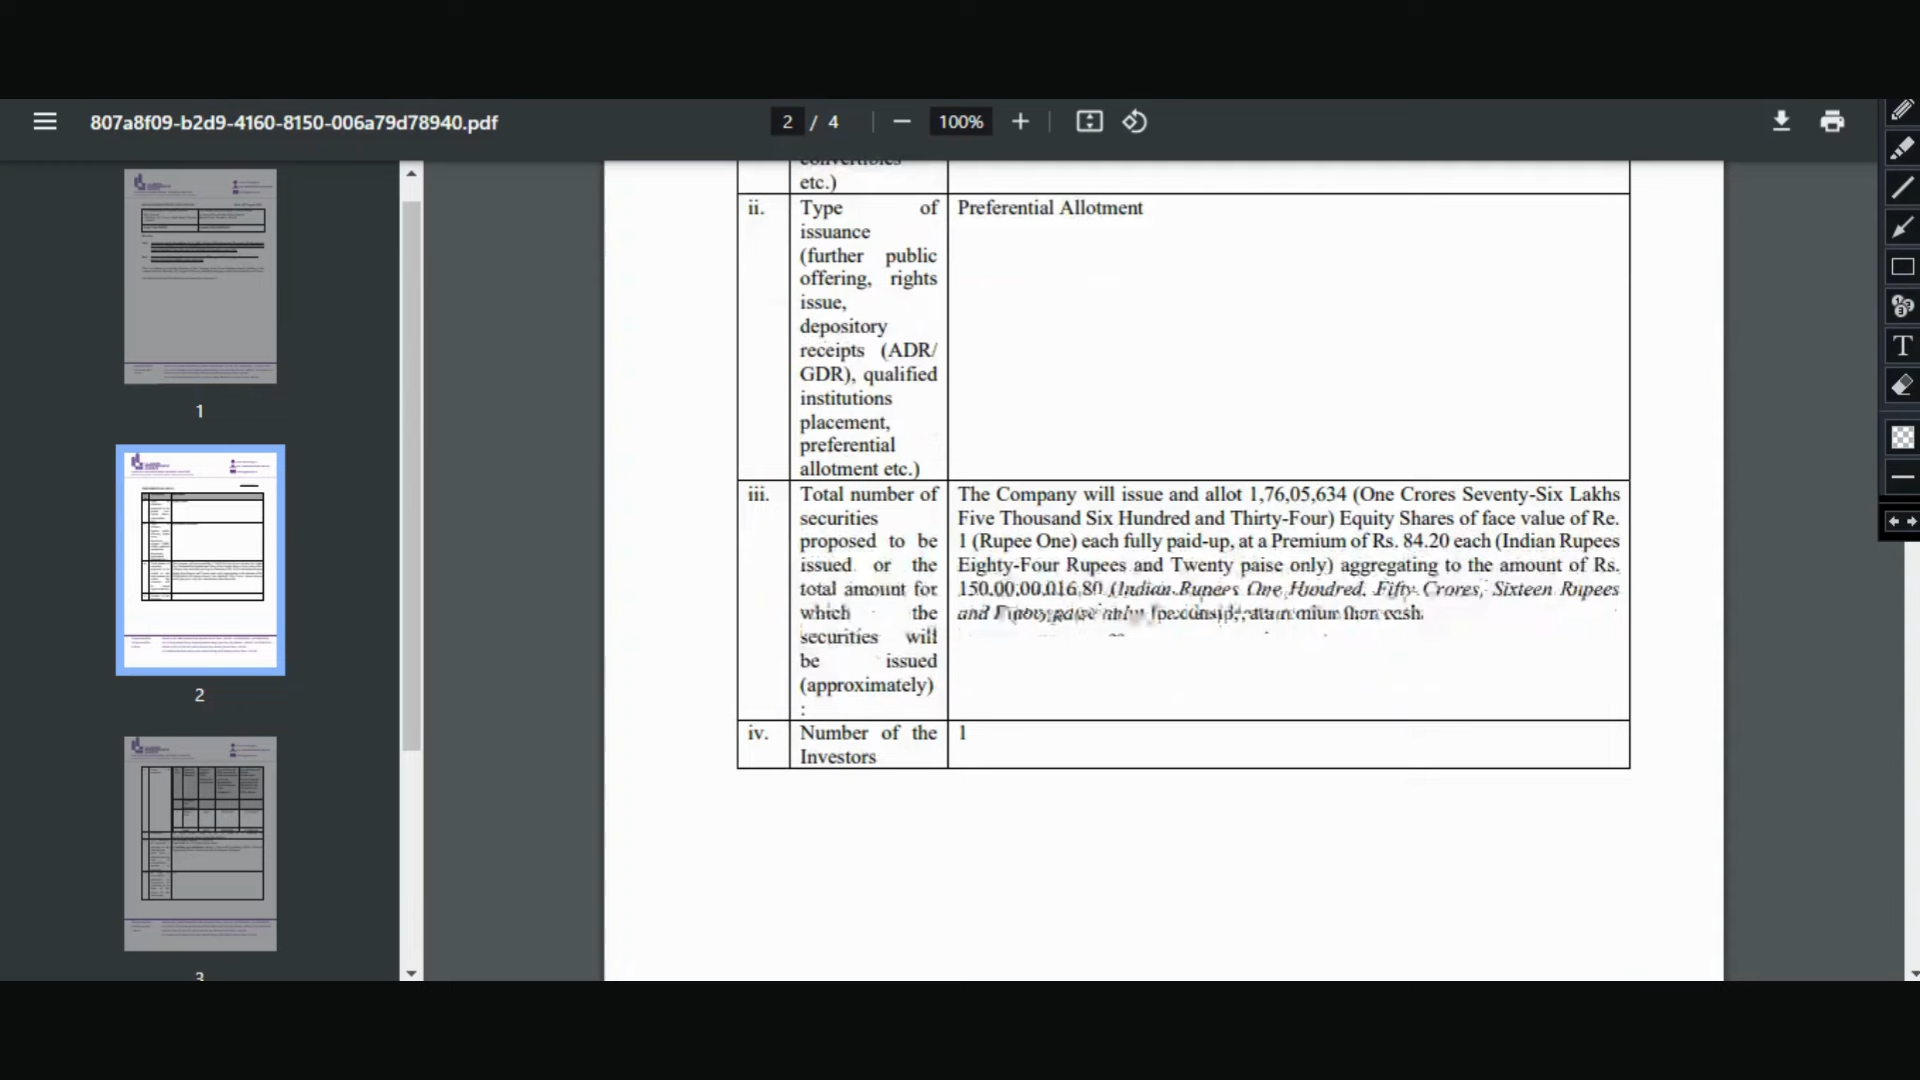 807a8f09-b2d9-4160-8150-006a79d78940.pdf
2 / 4
100%
1
2
3
convertibles
etc.)
ii. Type of Preferential Allotment
issuance
(further public
offering, rights
issue,
depository
receipts (ADR/
GDR), qualified
institutions
placement,
preferential
allotment etc.)
iii. Total number of The Company will issue and allot 1,76,05,634 (One Crores Seventy-Six Lakhs
securities Five Thousand Six Hundred and Thirty-Four) Equity Shares of face value of Re.
proposed to be 1 (Rupee One) each fully paid-up, at a Premium of Rs. 84.20 each (Indian Rupees
issued or the Eighty-Four Rupees and Twenty paise only) aggregating to the amount of Rs.
total amount for 150,00,00,016.80 (Indian Rupees One Hundred, Fifty Crores, Sixteen Rupees
which the and paise cash.
securities will
be issued
(approximately)
:
iv. Number of the 1
Investors
T